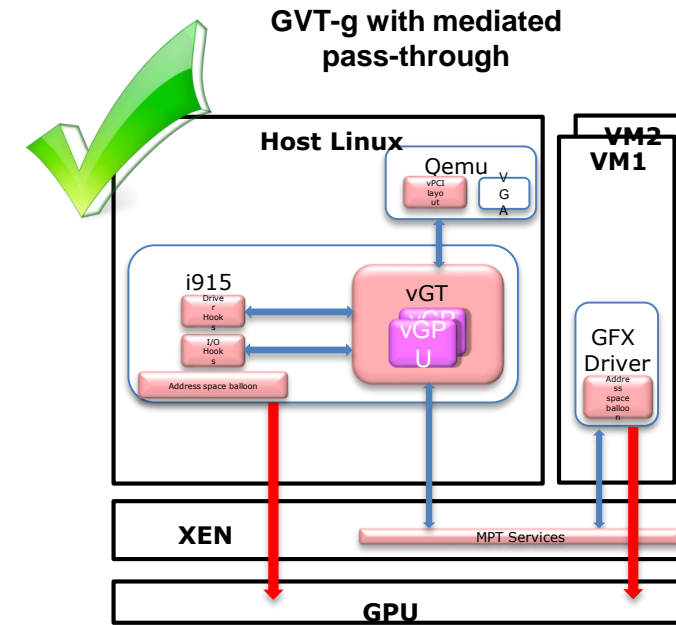 GVT-g with mediated
pass-through
Host Linux
VM2
VM1
Qemu
vPCI
layo
ut
V
G
A
i915
Drive
r
Hook
s
I/O
Hook
s
Address space balloon
vGT
vGP
vGP
U
GFX
Driver
Addre
ss
space
balloo
n
XEN
MPT Services
GPU